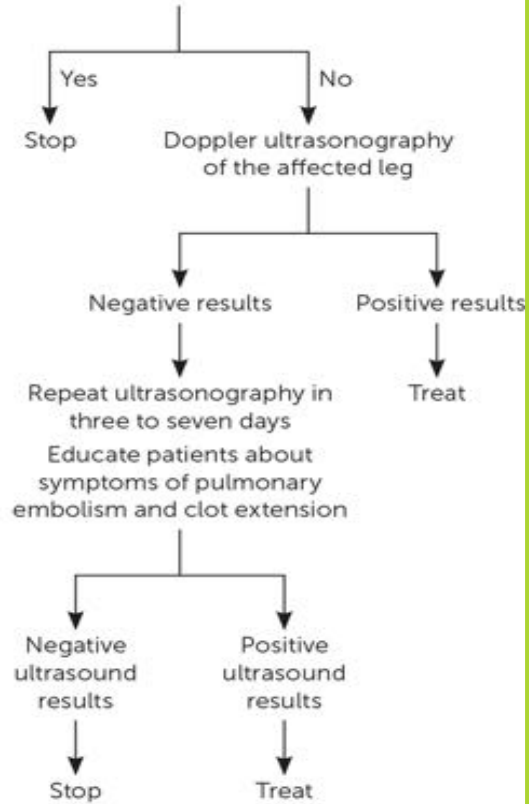 Yes
No
Stop
Doppler ultrasonography
of the affected leg
Negative results
Positive results
Repeat ultrasonography in
three to seven days
Educate patients about
symptoms of pulmonary
embolism and clot extension
Treat
Negative
ultrasound
results
Positive
ultrasound
results
Stop
Treat